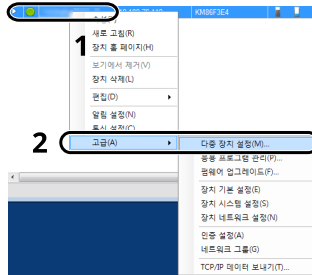 KM86F3E4
1
새로 고침(R)
장치 홈 페이지(H)
보기에서 제거(V)
장치 삭제(L)
편집(D)
알림 설정(N)
통신 설정(C)
2
고급(A)
다중 장치 설정(M)...
응용 프로그램 관리(P)...
펌웨어 업그레이드(F)...
장치 기본 설정(E)
장치 시스템 설정(S)
장치 네트워크 설정(N)
인증 설정(A)
네트워크 그룹(G)
TCP/IP 데이터 보내기(T)...